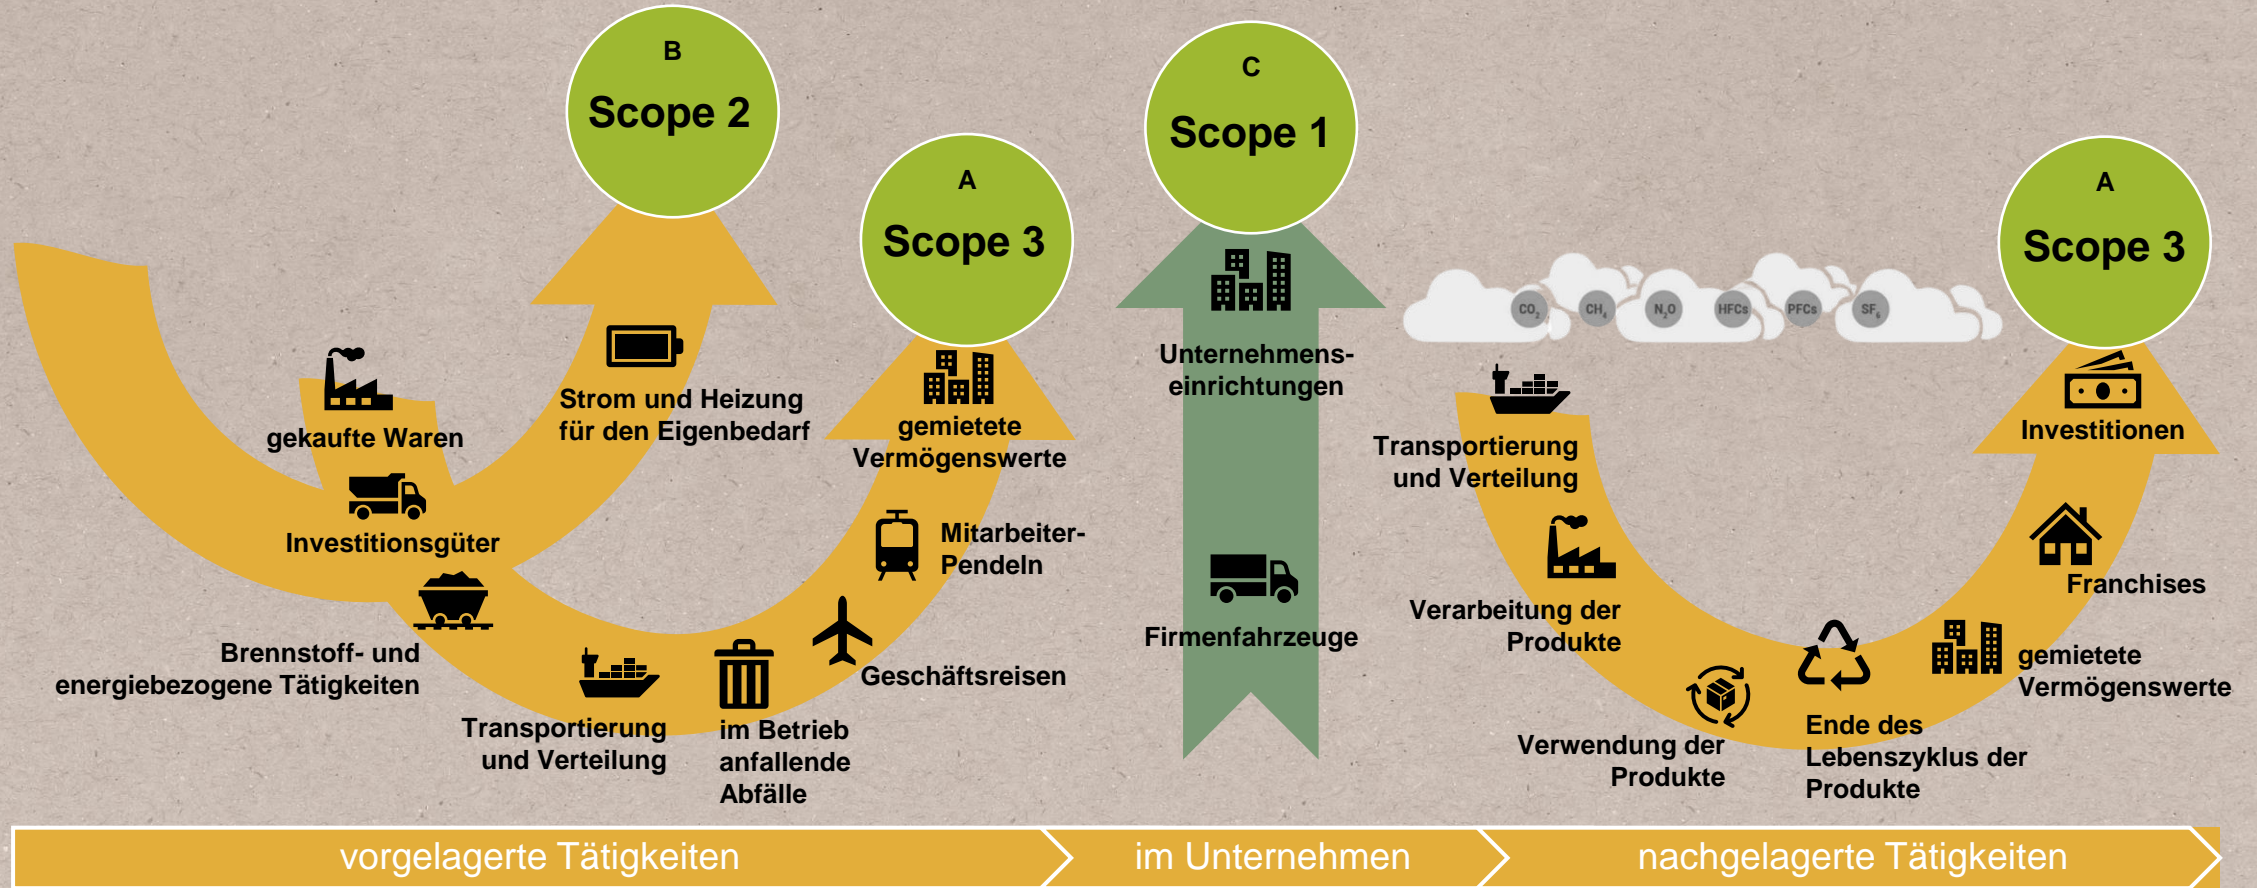 B
Scope 2
A
Scope 3
C
Scope 1
A
Scope 3
gekaufte Waren
Investitionsgüter
Brennstoff- und
energiebezogene Tätigkeiten
Strom und Heizung
für den Eigenbedarf
gemietete
Vermögenswerte
Mitarbeiter-
Pendeln
Geschäftsreisen
im Betrieb
anfallende
Abfälle
Transportierung
und Verteilung
Unternehmens-
einrichtungen
Firmenfahrzeuge
CO₂
CH₄
N₂O
HFCs
PFCs
SF₆
Transportierung
und Verteilung
Verarbeitung der
Produkte
Verwendung der
Produkte
Ende des
Lebenszyklus der
Produkte
gemietete
Vermögenswerte
Franchises
Investitionen
vorgelagerte Tätigkeiten
im Unternehmen
nachgelagerte Tätigkeiten